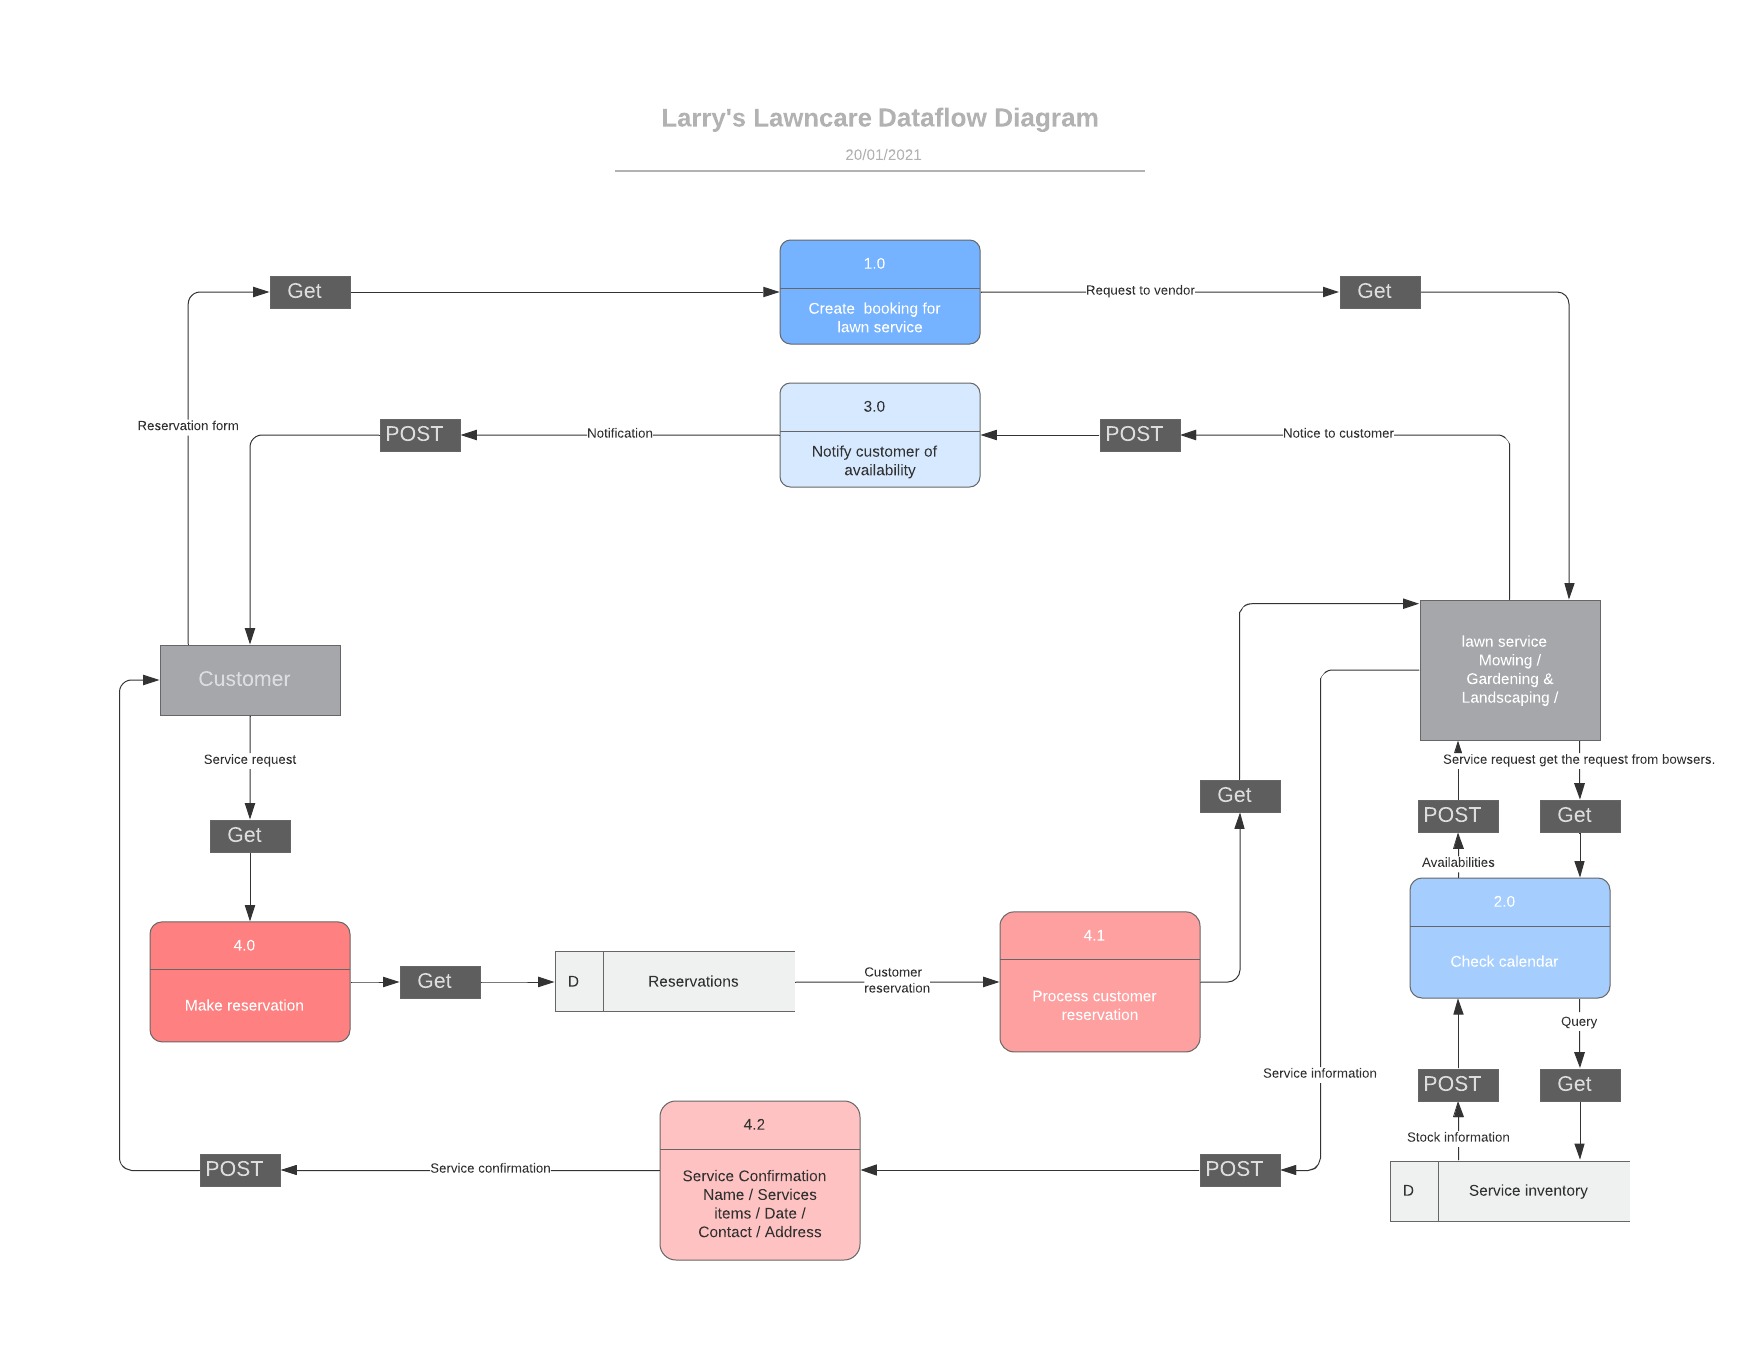 Larry's Lawncare Dataflow Diagram
20/01/2021
1.0
Create  booking for
lawn service
Get
Request to vendor
Get
3.0
Notify customer of
availability
Reservation form
POST
Notification
POST
Notice to customer
Customer
lawn service
Mowing /
Gardening &
Landscaping /
Service request
Service request get the request from bowsers.
Get
Get
POST
Get
Availabilities
2.0
Check calendar
4.0
Make reservation
Get
D
Reservations
Customer
reservation
4.1
Process customer
reservation
Query
Service information
POST
Get
4.2
Service Confirmation
Name / Services
items / Date /
Contact / Address
Stock information
POST
Service confirmation
POST
D
Service inventory